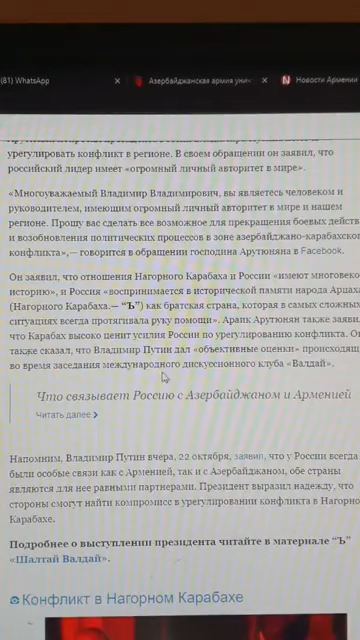 (81) WhatsApp
Азербайджанская армия уни
Новости Армении
урегулировать конфликт в регионе. В своем обращении он заявил, что
российский лидер имеет «огромный личный авторитет в мире».
«Многоуважаемый Владимир Владимирович, вы являетесь человеком и
руководителем, имеющим огромный личный авторитет в мире и нашем
регионе. Прошу вас сделать все возможное для прекращения боевых действ
и возобновления политических процессов в зоне азербайджано-карабахског
конфликта»,— говорится в обращении господина Арутюняна в Facebook.
Он заявил, что отношения Нагорного Карабаха и России «имеют многовеко
историю», и Россия «воспринимается в исторической памяти народа Арцаха
(Нагорного Карабаха.— “Ъ”) как братская страна, которая в самых сложных
ситуациях всегда протягивала руку помощи». Араик Арутюнян также заяви
что Карабах высоко ценит усилия России по урегулированию конфликта. Он
также сказал, что Владимир Путин дал «объективные оценки» происходящ
во время заседания международного дискуссионного клуба «Валдай».
Что связывает Россию с Азербайджаном и Арменией
Читать далее
Напомним, Владимир Путин вчера, 22 октября, заявил, что у России всегда
были особые связи как с Арменией, так и с Азербайджаном, обе страны
являются для нее равными партнерами. Президент выразил надежду, что
стороны смогут найти компромисс в урегулировании конфликта в Нагорно
Карабахе.
Подробнее о выступлении президента читайте в материале “Ъ”
«Шалтай Валдай».
Конфликт в Нагорном Карабахе